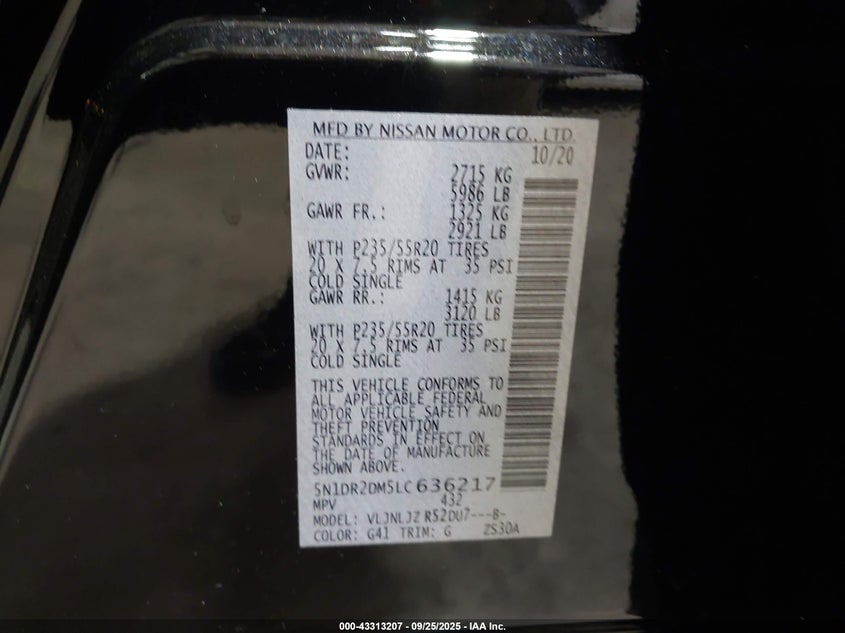 MFD BY NISSAN MOTOR CO., LTD.
DATE: 10/20
GVWR: 2715 KG
5986 LB
GAWR FR.: 1325 KG
2921 LB
WITH P235/55R20 TIRES
20 X 7.5 RIMS AT 35 PSI
COLD SINGLE
GAWR RR.: 1415 KG
3120 LB
WITH P235/55R20 TIRES
20 X 7.5 RIMS AT 35 PSI
COLD SINGLE
THIS VEHICLE CONFORMS TO
ALL APPLICABLE FEDERAL
MOTOR VEHICLE SAFETY AND
THEFT PREVENTION
STANDARDS IN EFFECT ON
THE DATE OF MANUFACTURE
SHOWN ABOVE.
5N1DR2DM5LC636217
MPV 432
MODEL: VLJNLJZ R52DU7---8-
COLOR: G41 TRIM: G ZS30A
000-43313207 - 09/25/2025 - IAA Inc.